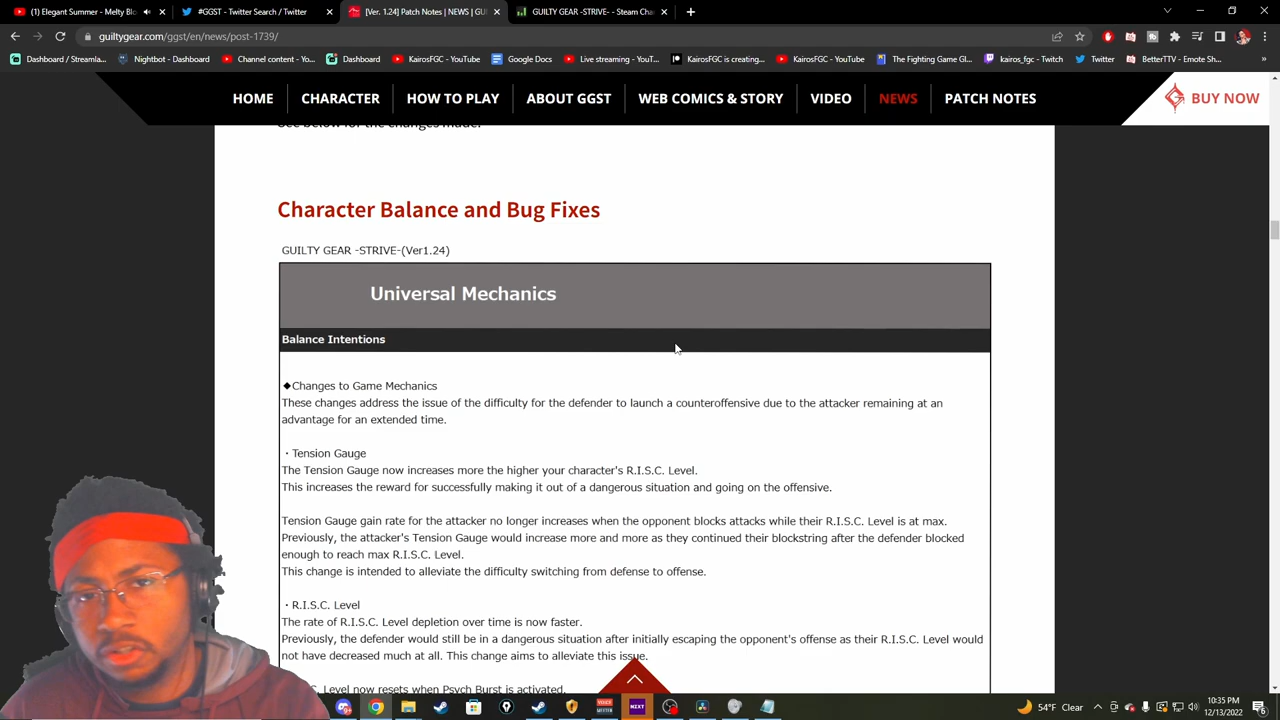 (1) Elegant Summer - Melty Blo
#GGST - Twitter Search / Twitter
[Ver. 1.24] Patch Notes | NEWS | GU
GUILTY GEAR -STRIVE- - Steam Cha
guiltygear.com/ggst/en/news/post-1739/
Dashboard / Streamla...
Nightbot - Dashboard
Channel content - Yo...
Dashboard
KairosFGC - YouTube
Google Docs
Live streaming - YouT...
KairosFGC is creating...
KairosFGC - YouTube
The Fighting Game Gl...
kairos_fgc - Twitch
Twitter
BetterTTV - Emote Sh...
HOME
CHARACTER
HOW TO PLAY
ABOUT GGST
WEB COMICS & STORY
VIDEO
NEWS
PATCH NOTES
BUY NOW
See below for the changes made.
Character Balance and Bug Fixes
GUILTY GEAR -STRIVE-(Ver1.24)
Universal Mechanics
Balance Intentions
◆Changes to Game Mechanics
These changes address the issue of the difficulty for the defender to launch a counteroffensive due to the attacker remaining at an
advantage for an extended time.
・Tension Gauge
The Tension Gauge now increases more the higher your character's R.I.S.C. Level.
This increases the reward for successfully making it out of a dangerous situation and going on the offensive.
Tension Gauge gain rate for the attacker no longer increases when the opponent blocks attacks while their R.I.S.C. Level is at max.
Previously, the attacker's Tension Gauge would increase more and more as they continued their blockstring after the defender blocked
enough to reach max R.I.S.C. Level.
This change is intended to alleviate the difficulty switching from defense to offense.
・R.I.S.C. Level
The rate of R.I.S.C. Level depletion over time is now faster.
Previously, the defender would still be in a dangerous situation after initially escaping the opponent's offense as their R.I.S.C. Level would
not have decreased much at all. This change aims to alleviate this issue.
C. Level now resets when Psych Burst is activated.
VOICE
MEETER
NZXT
54°F Clear
10:35 PM
12/13/2022